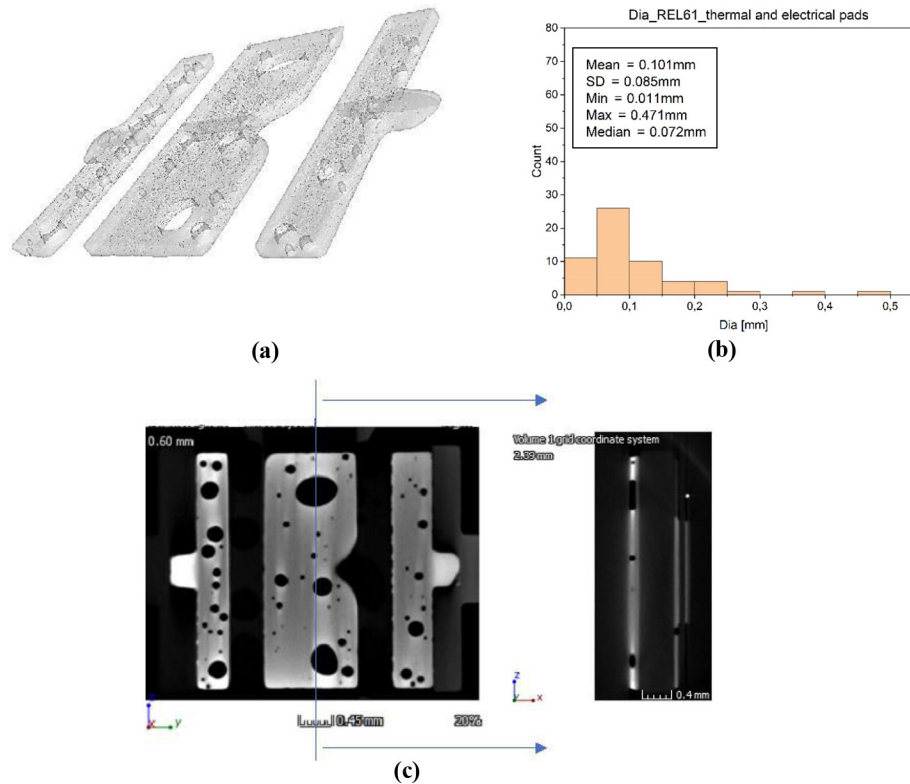 Dia_REL61_thermal and electrical pads
80
70
60
50
40
30
20
10
0
Count
Mean = 0.101mm
SD = 0.085mm
Min = 0.011mm
Max = 0.471mm
Median = 0.072mm
0,0 0,1 0,2 0,3 0,4 0,5
Dia [mm]
(a)
(b)
0.60 mm
Volume 1 grid coordinate system
2.39 mm
0.45 mm
20%
x
y
z
x
0.4 mm
(c)